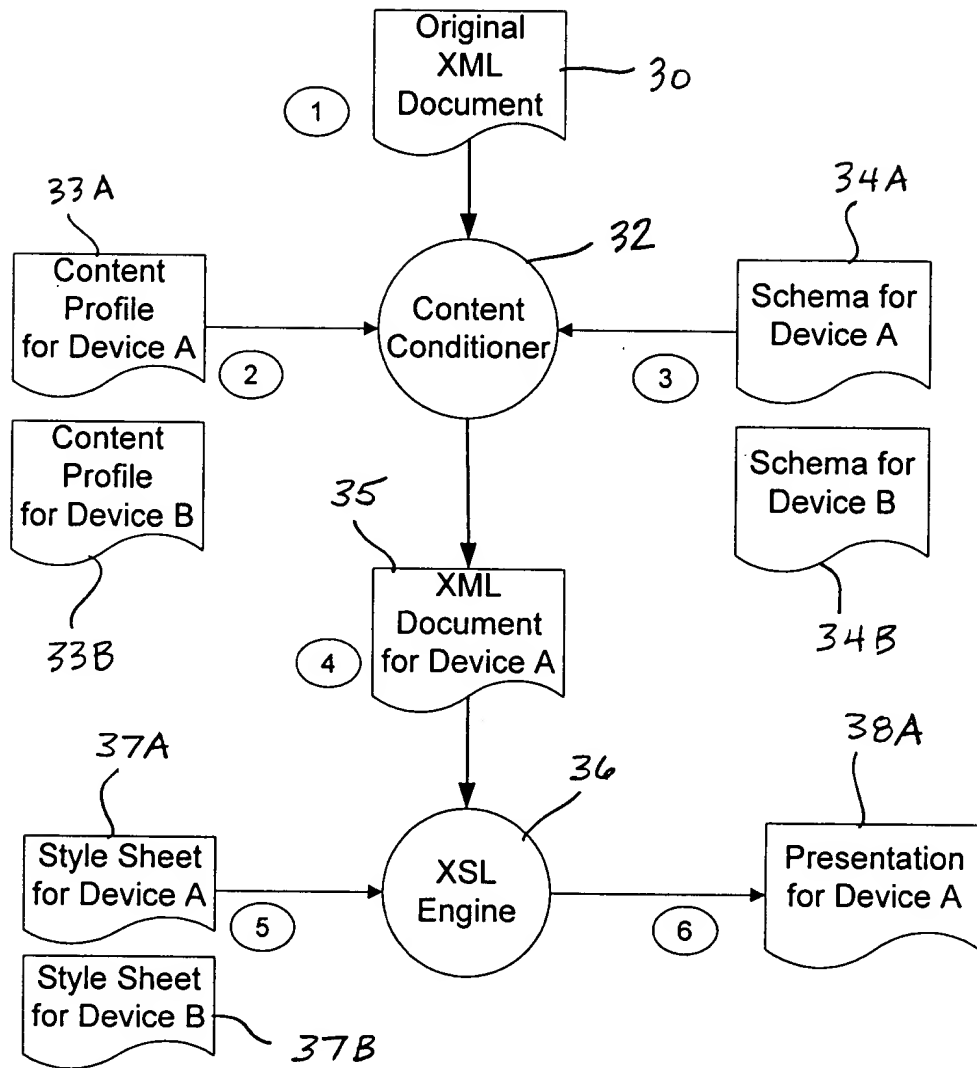 Original
XML
Document
30
1
33A
34A
32
Content
Profile
for Device A
Content
Conditioner
Schema for
Device A
2
3
Content
Profile
for Device B
Schema for
Device B
35
33B
34B
XML
Document
for Device A
4
37A
38A
36
Style Sheet
for Device A
XSL
Engine
Presentation
for Device A
5
6
Style Sheet
for Device B
37B